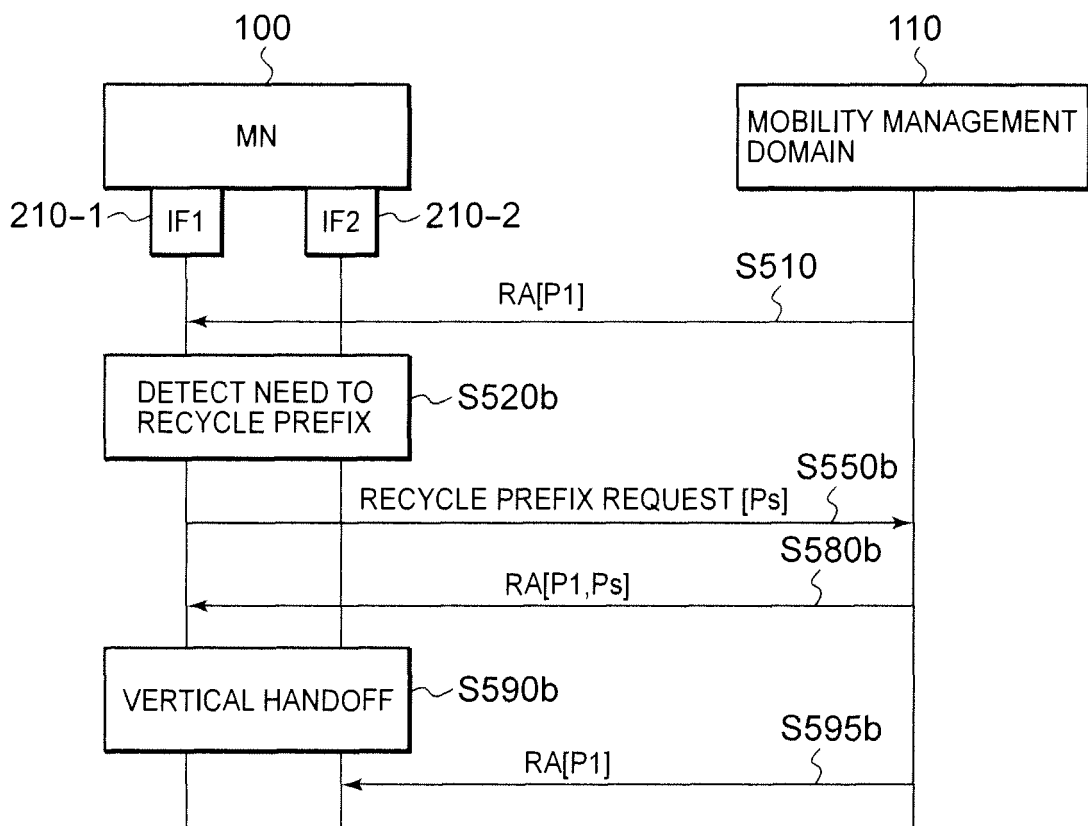 100
110
MN
MOBILITY MANAGEMENT
DOMAIN
210-1
IF1
IF2
210-2
S510
RA[P1]
DETECT NEED TO
RECYCLE PREFIX
S520b
S550b
RECYCLE PREFIX REQUEST [Ps]
S580b
RA[P1,Ps]
VERTICAL HANDOFF
S590b
S595b
RA[P1]